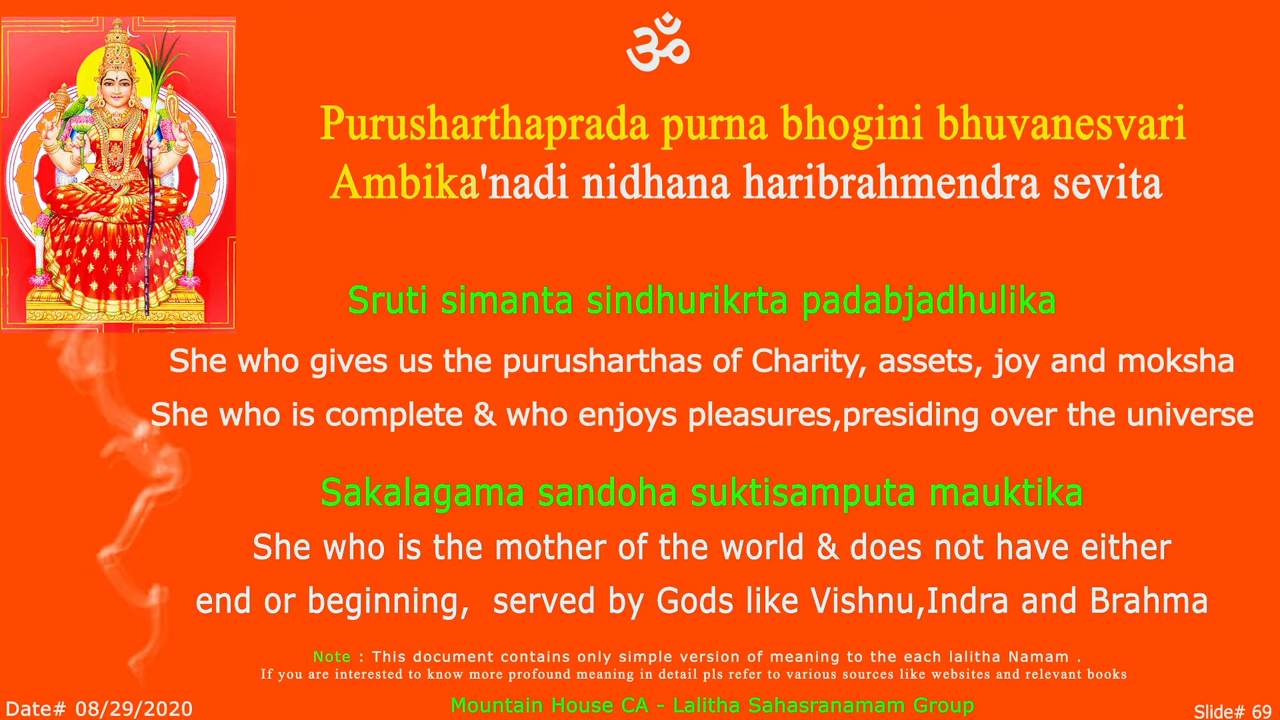 ॐ
Purusharthaprada purna bhogini bhuvanesvari
Ambika'nadi nidhana haribrahmendra sevita
Sruti simanta sindhurikrta padabjadhulika
She who gives us the purusharthas of Charity, assets, joy and moksha
She who is complete & who enjoys pleasures,presiding over the universe
Sakalagama sandoha suktisamputa mauktika
She who is the mother of the world & does not have either
end or beginning,  served by Gods like Vishnu,Indra and Brahma
Note : This document contains only simple version of meaning to the each lalitha Namam .
If you are interested to know more profound meaning in detail pls refer to various sources like websites and relevant books
Mountain House CA - Lalitha Sahasranamam Group
Date# 08/29/2020
Slide# 69